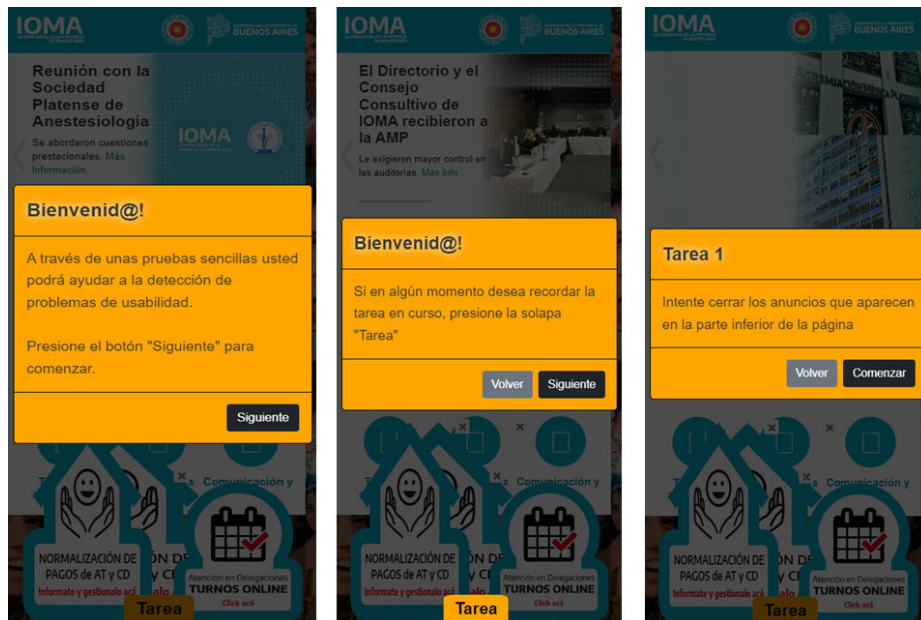 IOMA
BUENOS AIRES
Reunión con la
Sociedad
Platense de
Anestesiología
Se abordaron cuestiones
prestacionales. Más
información
IOMA
Bienvenid@!
A través de unas pruebas sencillas usted
podrá ayudar a la detección de
problemas de usabilidad.
Presione el botón "Siguiente" para
comenzar.
Siguiente
Comunicación y
NORMALIZACIÓN DE
PAGOS de AT y CD
Informate y gestionalo acá
Atención en Delegaciones
TURNOS ONLINE
Click acá
Tarea
IOMA
BUENOS AIRES
El Directorio y el
Consejo
Consultivo de
IOMA recibieron a
la AMP
Le exigieron mayor control en
las auditorías. Más info
Bienvenid@!
Si en algún momento desea recordar la
tarea en curso, presione la solapa
"Tarea"
Volver
Siguiente
s Comunicación y
NORMALIZACIÓN DE
PAGOS de AT y CD
Informate y gestionalo acá
Atención en Delegaciones
TURNOS ONLINE
Click acá
Tarea
IOMA
BUENOS AIRES
AGREMIACIÓN MÉDICA PLATENSE
Tarea 1
Intente cerrar los anuncios que aparecen
en la parte inferior de la página
Volver
Comenzar
s Comunicación y
NORMALIZACIÓN DE
PAGOS de AT y CD
Informate y gestionalo acá
Atención en Delegaciones
TURNOS ONLINE
Click acá
Tarea